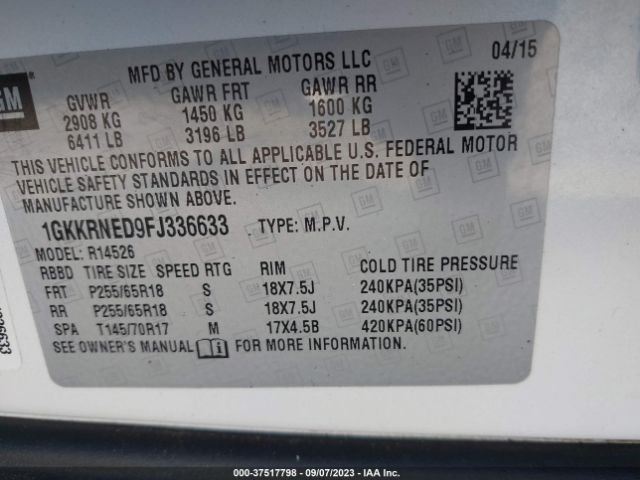 GM
MFD BY GENERAL MOTORS LLC 04/15
GVWR GAWR FRT GAWR RR
2908 KG 1450 KG 1600 KG
6411 LB 3196 LB 3527 LB
THIS VEHICLE CONFORMS TO ALL APPLICABLE U.S. FEDERAL MOTOR
VEHICLE SAFETY STANDARDS IN EFFECT ON THE DATE OF
MANUFACTURE SHOWN ABOVE.
1GKKRNED9FJ336633 TYPE: M.P.V.
MODEL: R14526
RBBD TIRE SIZE SPEED RTG RIM COLD TIRE PRESSURE
FRT P255/65R18 S 18X7.5J 240KPA(35PSI)
RR P255/65R18 S 18X7.5J 240KPA(35PSI)
SPA T145/70R17 M 17X4.5B 420KPA(60PSI)
SEE OWNER'S MANUAL FOR MORE INFORMATION.
000-37517798 - 09/07/2023 - IAA Inc.